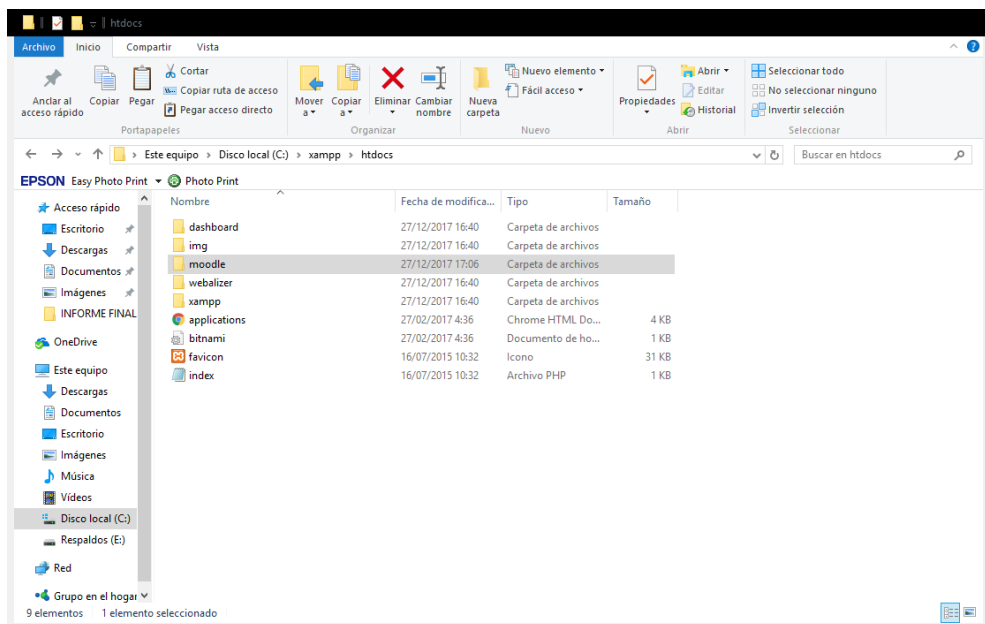 htdocs
Archivo Inicio Compartir Vista
Anclar al acceso rápido
Copiar
Pegar
Cortar
Copiar ruta de acceso
Pegar acceso directo
Portapapeles
Mover a
Copiar a
Eliminar
Cambiar nombre
Organizar
Nueva carpeta
Nuevo elemento
Fácil acceso
Nuevo
Propiedades
Abrir
Editar
Historial
Abrir
Seleccionar todo
No seleccionar ninguno
Invertir selección
Seleccionar
Este equipo > Disco local (C:) > xampp > htdocs
Buscar en htdocs
EPSON Easy Photo Print Photo Print
Acceso rápido
Escritorio
Descargas
Documentos
Imágenes
INFORME FINAL
OneDrive
Este equipo
Descargas
Documentos
Escritorio
Imágenes
Música
Vídeos
Disco local (C:)
Respaldos (E:)
Red
Grupo en el hogar
Nombre Fecha de modifica... Tipo Tamaño
dashboard 27/12/2017 16:40 Carpeta de archivos
img 27/12/2017 16:40 Carpeta de archivos
moodle 27/12/2017 17:06 Carpeta de archivos
webalizer 27/12/2017 16:40 Carpeta de archivos
xampp 27/12/2017 16:40 Carpeta de archivos
applications 27/02/2017 4:36 Chrome HTML Do... 4 KB
bitnami 27/02/2017 4:36 Documento de ho... 1 KB
favicon 16/07/2015 10:32 Icono 31 KB
index 16/07/2015 10:32 Archivo PHP 1 KB
9 elementos 1 elemento seleccionado